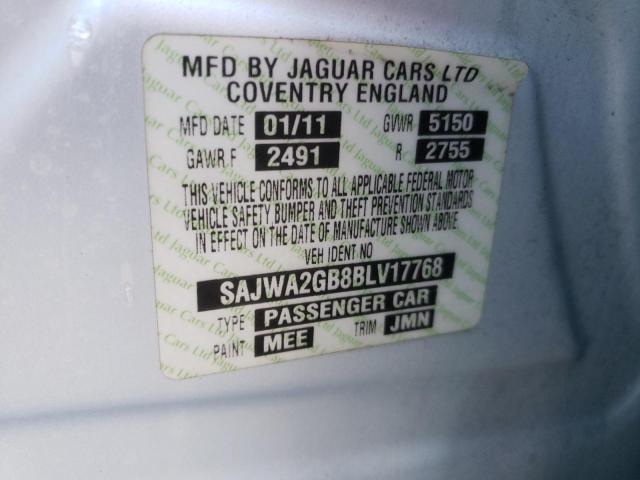 MFD BY JAGUAR CARS LTD
COVENTRY ENGLAND
MFD DATE 01/11 GVWR 5150
GAWR F 2491 R 2755
THIS VEHICLE CONFORMS TO ALL APPLICABLE FEDERAL MOTOR
VEHICLE SAFETY BUMPER AND THEFT PREVENTION STANDARDS
IN EFFECT ON THE DATE OF MANUFACTURE SHOWN ABOVE
VEH IDENT NO
SAJWA2GB8BLV17768
TYPE PASSENGER CAR
PAINT MEE TRIM JMN